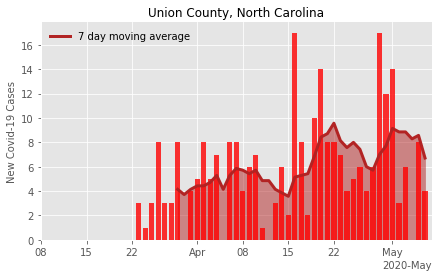 Union County, North Carolina
7 day moving average
New Covid-19 Cases
16
14
12
10
8
6
4
2
0
08 15 22 Apr 08 15 22 May
2020-May